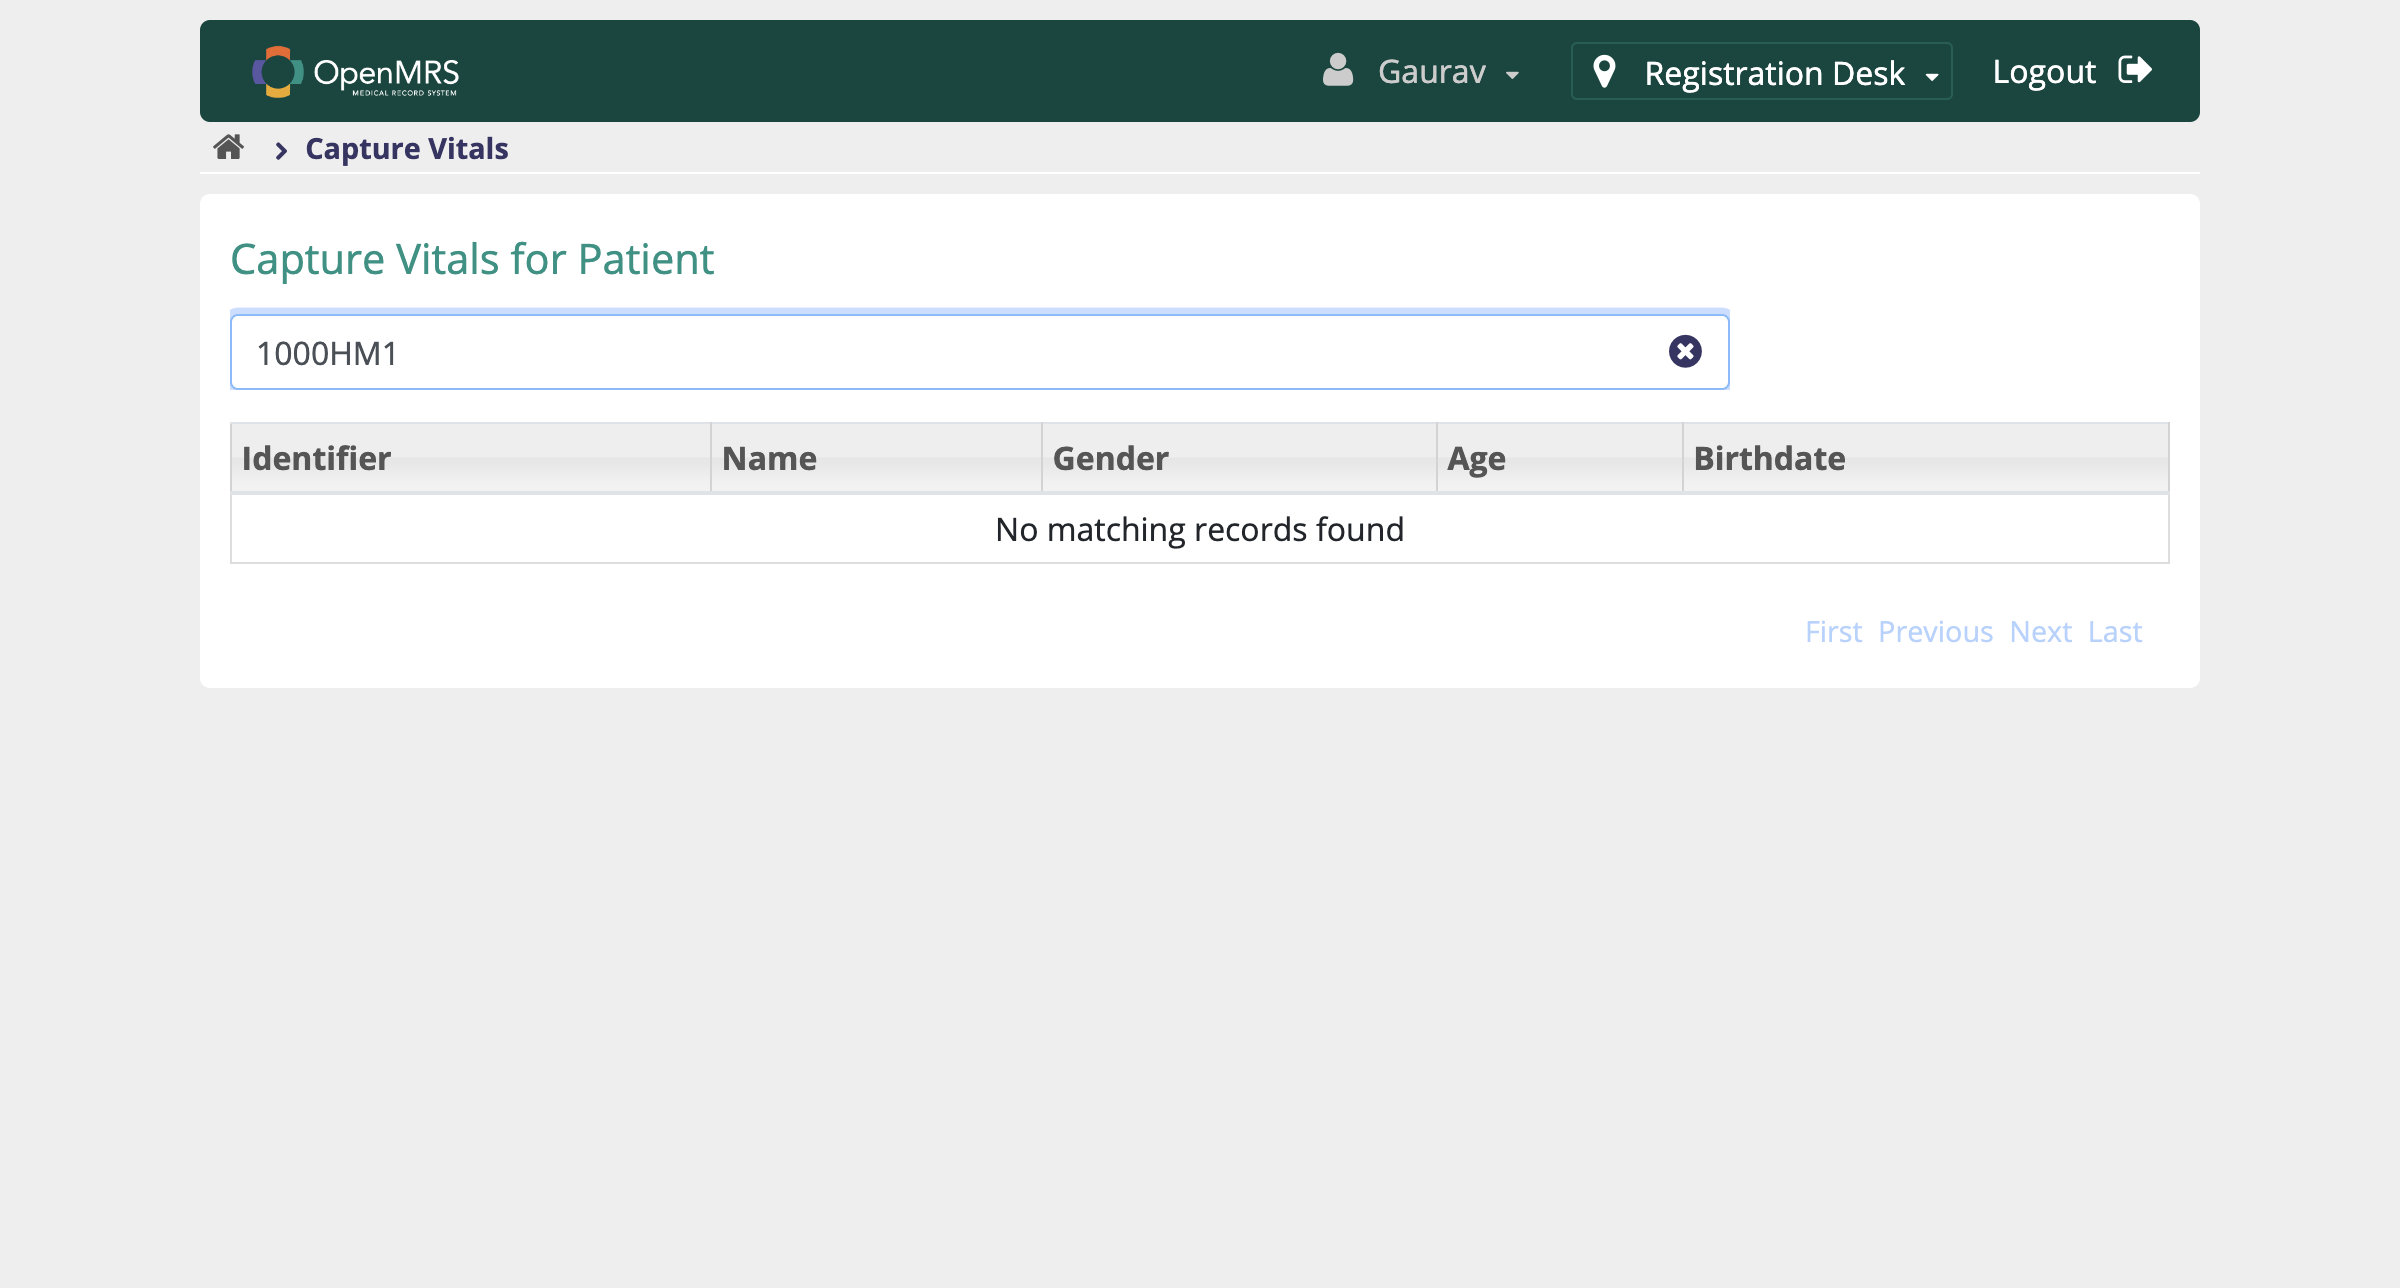 OpenMRS
MEDICAL RECORD SYSTEM
Gaurav
Registration Desk
Logout
Capture Vitals
Capture Vitals for Patient
1000HM1
Identifier Name Gender Age Birthdate
No matching records found
First Previous Next Last